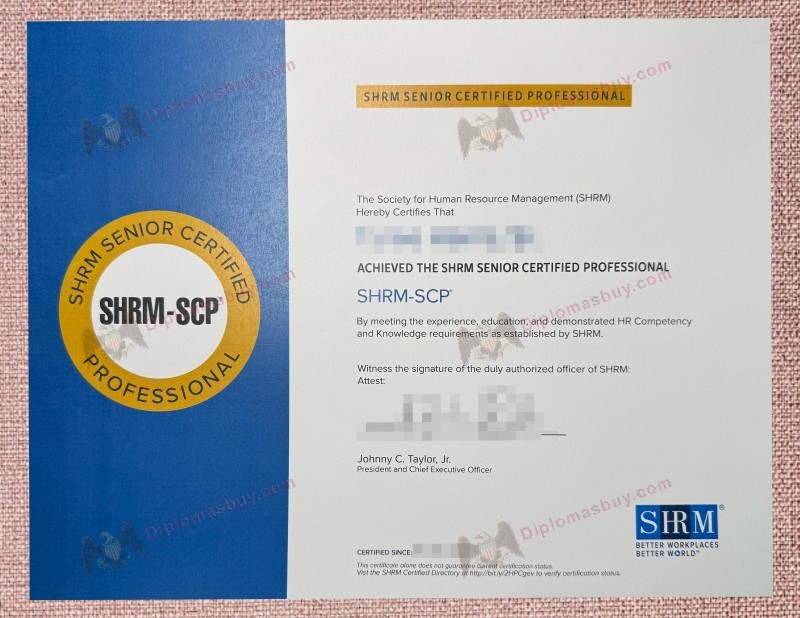 SHRM SENIOR CERTIFIED PROFESSIONAL
The Society for Human Resource Management (SHRM)
Hereby Certifies That
ACHIEVED THE SHRM SENIOR CERTIFIED PROFESSIONAL
SHRM-SCP®
By meeting the experience, education, and demonstrated HR Competency
and Knowledge requirements as established by SHRM.
Witness the signature of the duly authorized officer of SHRM:
Attest:
Johnny C. Taylor, Jr.
President and Chief Executive Officer
CERTIFIED SINCE:
This certificate alone does not guarantee current certification status.
Visit the SHRM Certified Directory at http://bit.ly/2HPCgev to verify certification status.
SHRM SENIOR CERTIFIED
SHRM-SCP
PROFESSIONAL
SHRM®
BETTER WORKPLACES
BETTER WORLD™
Diplomasbuy.com
Diplomasbuy.com
Diplomasbuy.com
Diplomasbuy.com
Diplomasbuy.com
Diplomasbuy.com